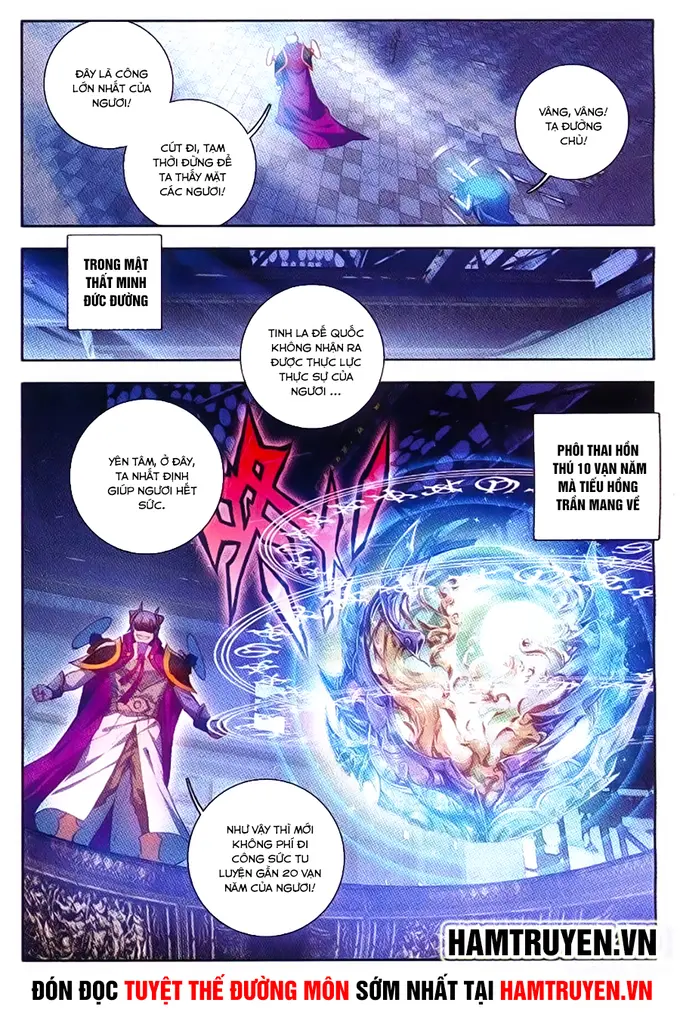 ĐÂY LÀ CÔNG
LỚN NHẤT CỦA
NGƯƠI!
CÚT ĐI, TẠM
THỜI ĐỪNG ĐỂ
TA THẤY MẶT
CÁC NGƯƠI!
VÂNG, VÂNG!
TẠ ĐƯỜNG
CHỦ!
TRONG MẬT
THẤT MINH
ĐỨC ĐƯỜNG
TINH LA ĐẾ QUỐC
KHÔNG NHẬN RA
ĐƯỢC THỰC LỰC
THỰC SỰ CỦA
NGƯƠI ...
YÊN TÂM, Ở ĐÂY,
TA NHẤT ĐỊNH
GIÚP NGƯƠI HẾT
SỨC.
PHÔI THAI HỒN
THÚ 10 VẠN NĂM
MÀ TIẾU HỒNG
TRẦN MANG VỀ
NHƯ VẬY THÌ MỚI
KHÔNG PHÍ ĐI
CÔNG SỨC TU
LUYỆN GẦN 20 VẠN
NĂM CỦA NGƯƠI!
HAMTRUYEN.VN
ĐÓN ĐỌC TUYỆT THẾ ĐƯỜNG MÔN SỚM NHẤT TẠI HAMTRUYEN.VN